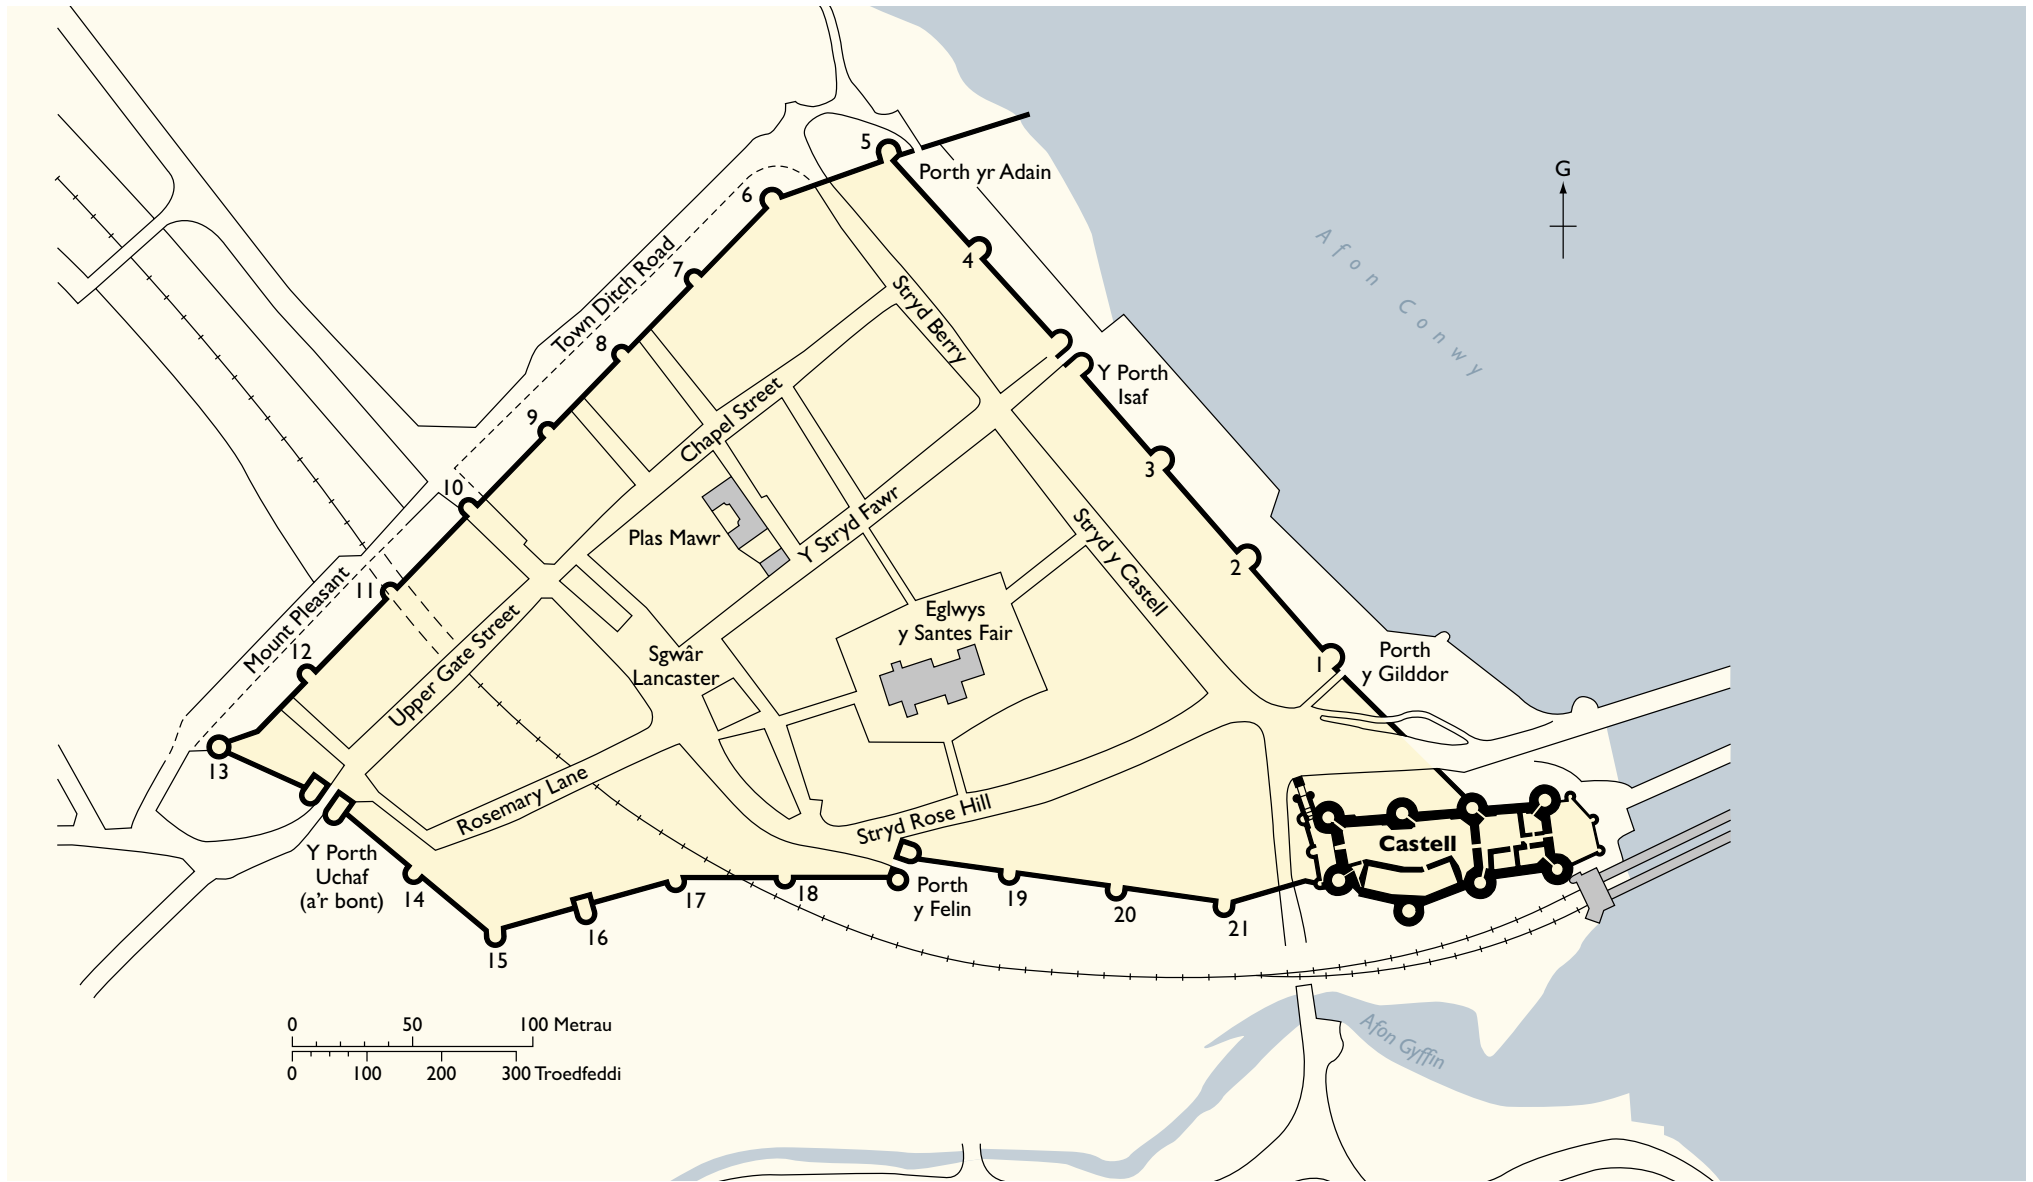 G
5
Porth yr Adain
6
4
Afon Conwy
7
Town Ditch Road
8
Stryd Berry
Y Porth
Isaf
9
Chapel Street
3
10
Plas Mawr
Y Stryd Fawr
Stryd y Castell
2
11
Mount Pleasant
12
Upper Gate Street
Eglwys
y Santes Fair
Sgwâr
Lancaster
1
Porth
y Gilddor
13
Rosemary Lane
Stryd Rose Hill
Castell
Y Porth
Uchaf
(a'r bont)
14
15
16
17
18
Porth
y Felin
19
20
21
0 50 100 Metrau
0 100 200 300 Troedfeddi
Afon Gyffin